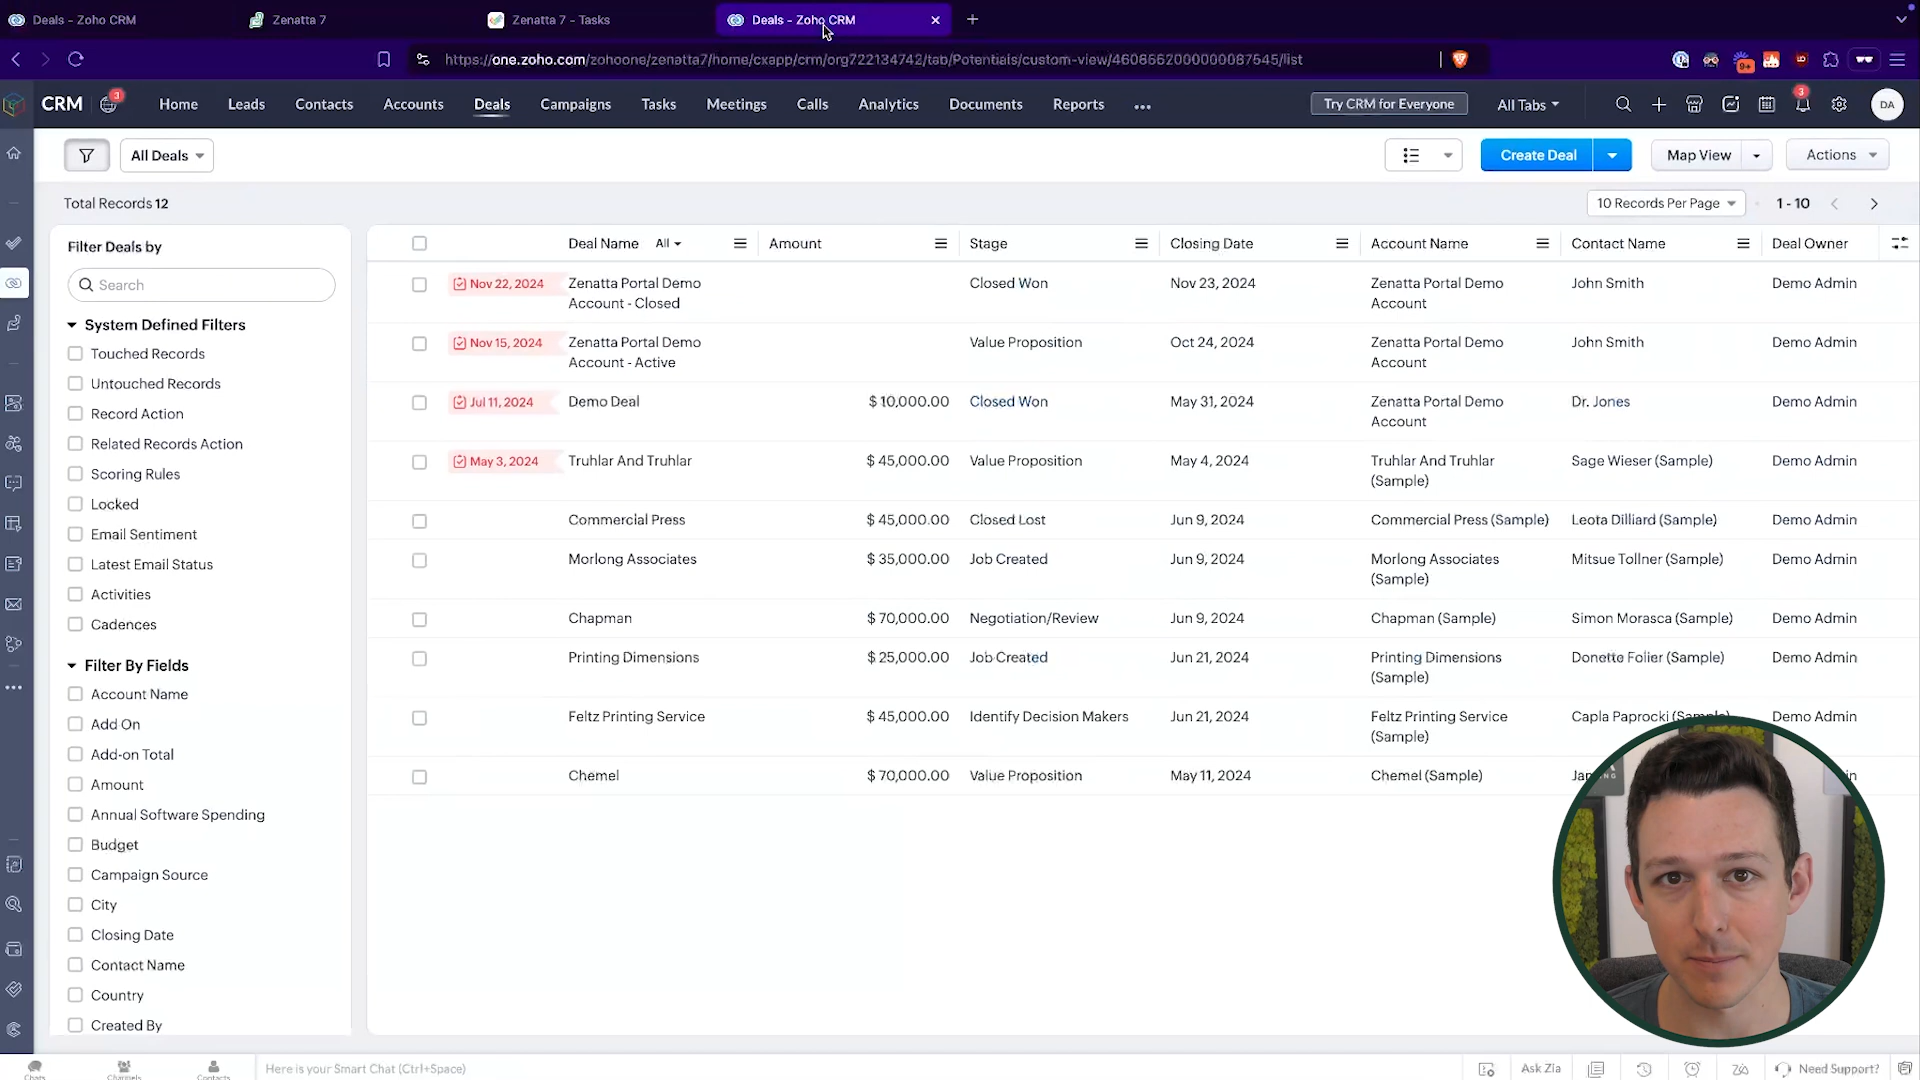 Deals - Zoho CRM
Zenatta 7
Zenatta 7 - Tasks
Deals - Zoho CRM
https://one.zoho.com/zohoone/zenatta7/home/cxapp/crm/org722134742/tab/Potentials/custom-view/4608652000000087545/list
9+
CRM
3
Home
Leads
Contacts
Accounts
Deals
Campaigns
Tasks
Meetings
Calls
Analytics
Documents
Reports
Try CRM for Everyone
All Tabs
3
DA
All Deals
Create Deal
Map View
Actions
Total Records 12
10 Records Per Page
1 - 10
Filter Deals by
Search
System Defined Filters
Touched Records
Untouched Records
Record Action
Related Records Action
Scoring Rules
Locked
Email Sentiment
Latest Email Status
Activities
Cadences
Filter By Fields
Account Name
Add On
Add-on Total
Amount
Annual Software Spending
Budget
Campaign Source
City
Closing Date
Contact Name
Country
Created By
Deal Name All Amount Stage Closing Date Account Name Contact Name Deal Owner
Nov 22, 2024 Zenatta Portal Demo Account - Closed Closed Won Nov 23, 2024 Zenatta Portal Demo Account John Smith Demo Admin
Nov 15, 2024 Zenatta Portal Demo Account - Active Value Proposition Oct 24, 2024 Zenatta Portal Demo Account John Smith Demo Admin
Jul 11, 2024 Demo Deal $ 10,000.00 Closed Won May 31, 2024 Zenatta Portal Demo Account Dr. Jones Demo Admin
May 3, 2024 Truhlar And Truhlar $ 45,000.00 Value Proposition May 4, 2024 Truhlar And Truhlar (Sample) Sage Wieser (Sample) Demo Admin
Commercial Press $ 45,000.00 Closed Lost Jun 9, 2024 Commercial Press (Sample) Leota Dilliard (Sample) Demo Admin
Morlong Associates $ 35,000.00 Job Created Jun 9, 2024 Morlong Associates (Sample) Mitsue Tollner (Sample) Demo Admin
Chapman $ 70,000.00 Negotiation/Review Jun 9, 2024 Chapman (Sample) Simon Morasca (Sample) Demo Admin
Printing Dimensions $ 25,000.00 Job Created Jun 21, 2024 Printing Dimensions (Sample) Donette Foller (Sample) Demo Admin
Feltz Printing Service $ 45,000.00 Identify Decision Makers Jun 21, 2024 Feltz Printing Service (Sample) Capla Paprocki (Sample) Demo Admin
Chemel $ 70,000.00 Value Proposition May 11, 2024 Chemel (Sample)
Chats
Channels
Contacts
Here is your Smart Chat (Ctrl+Space)
Ask Zia
Need Support?